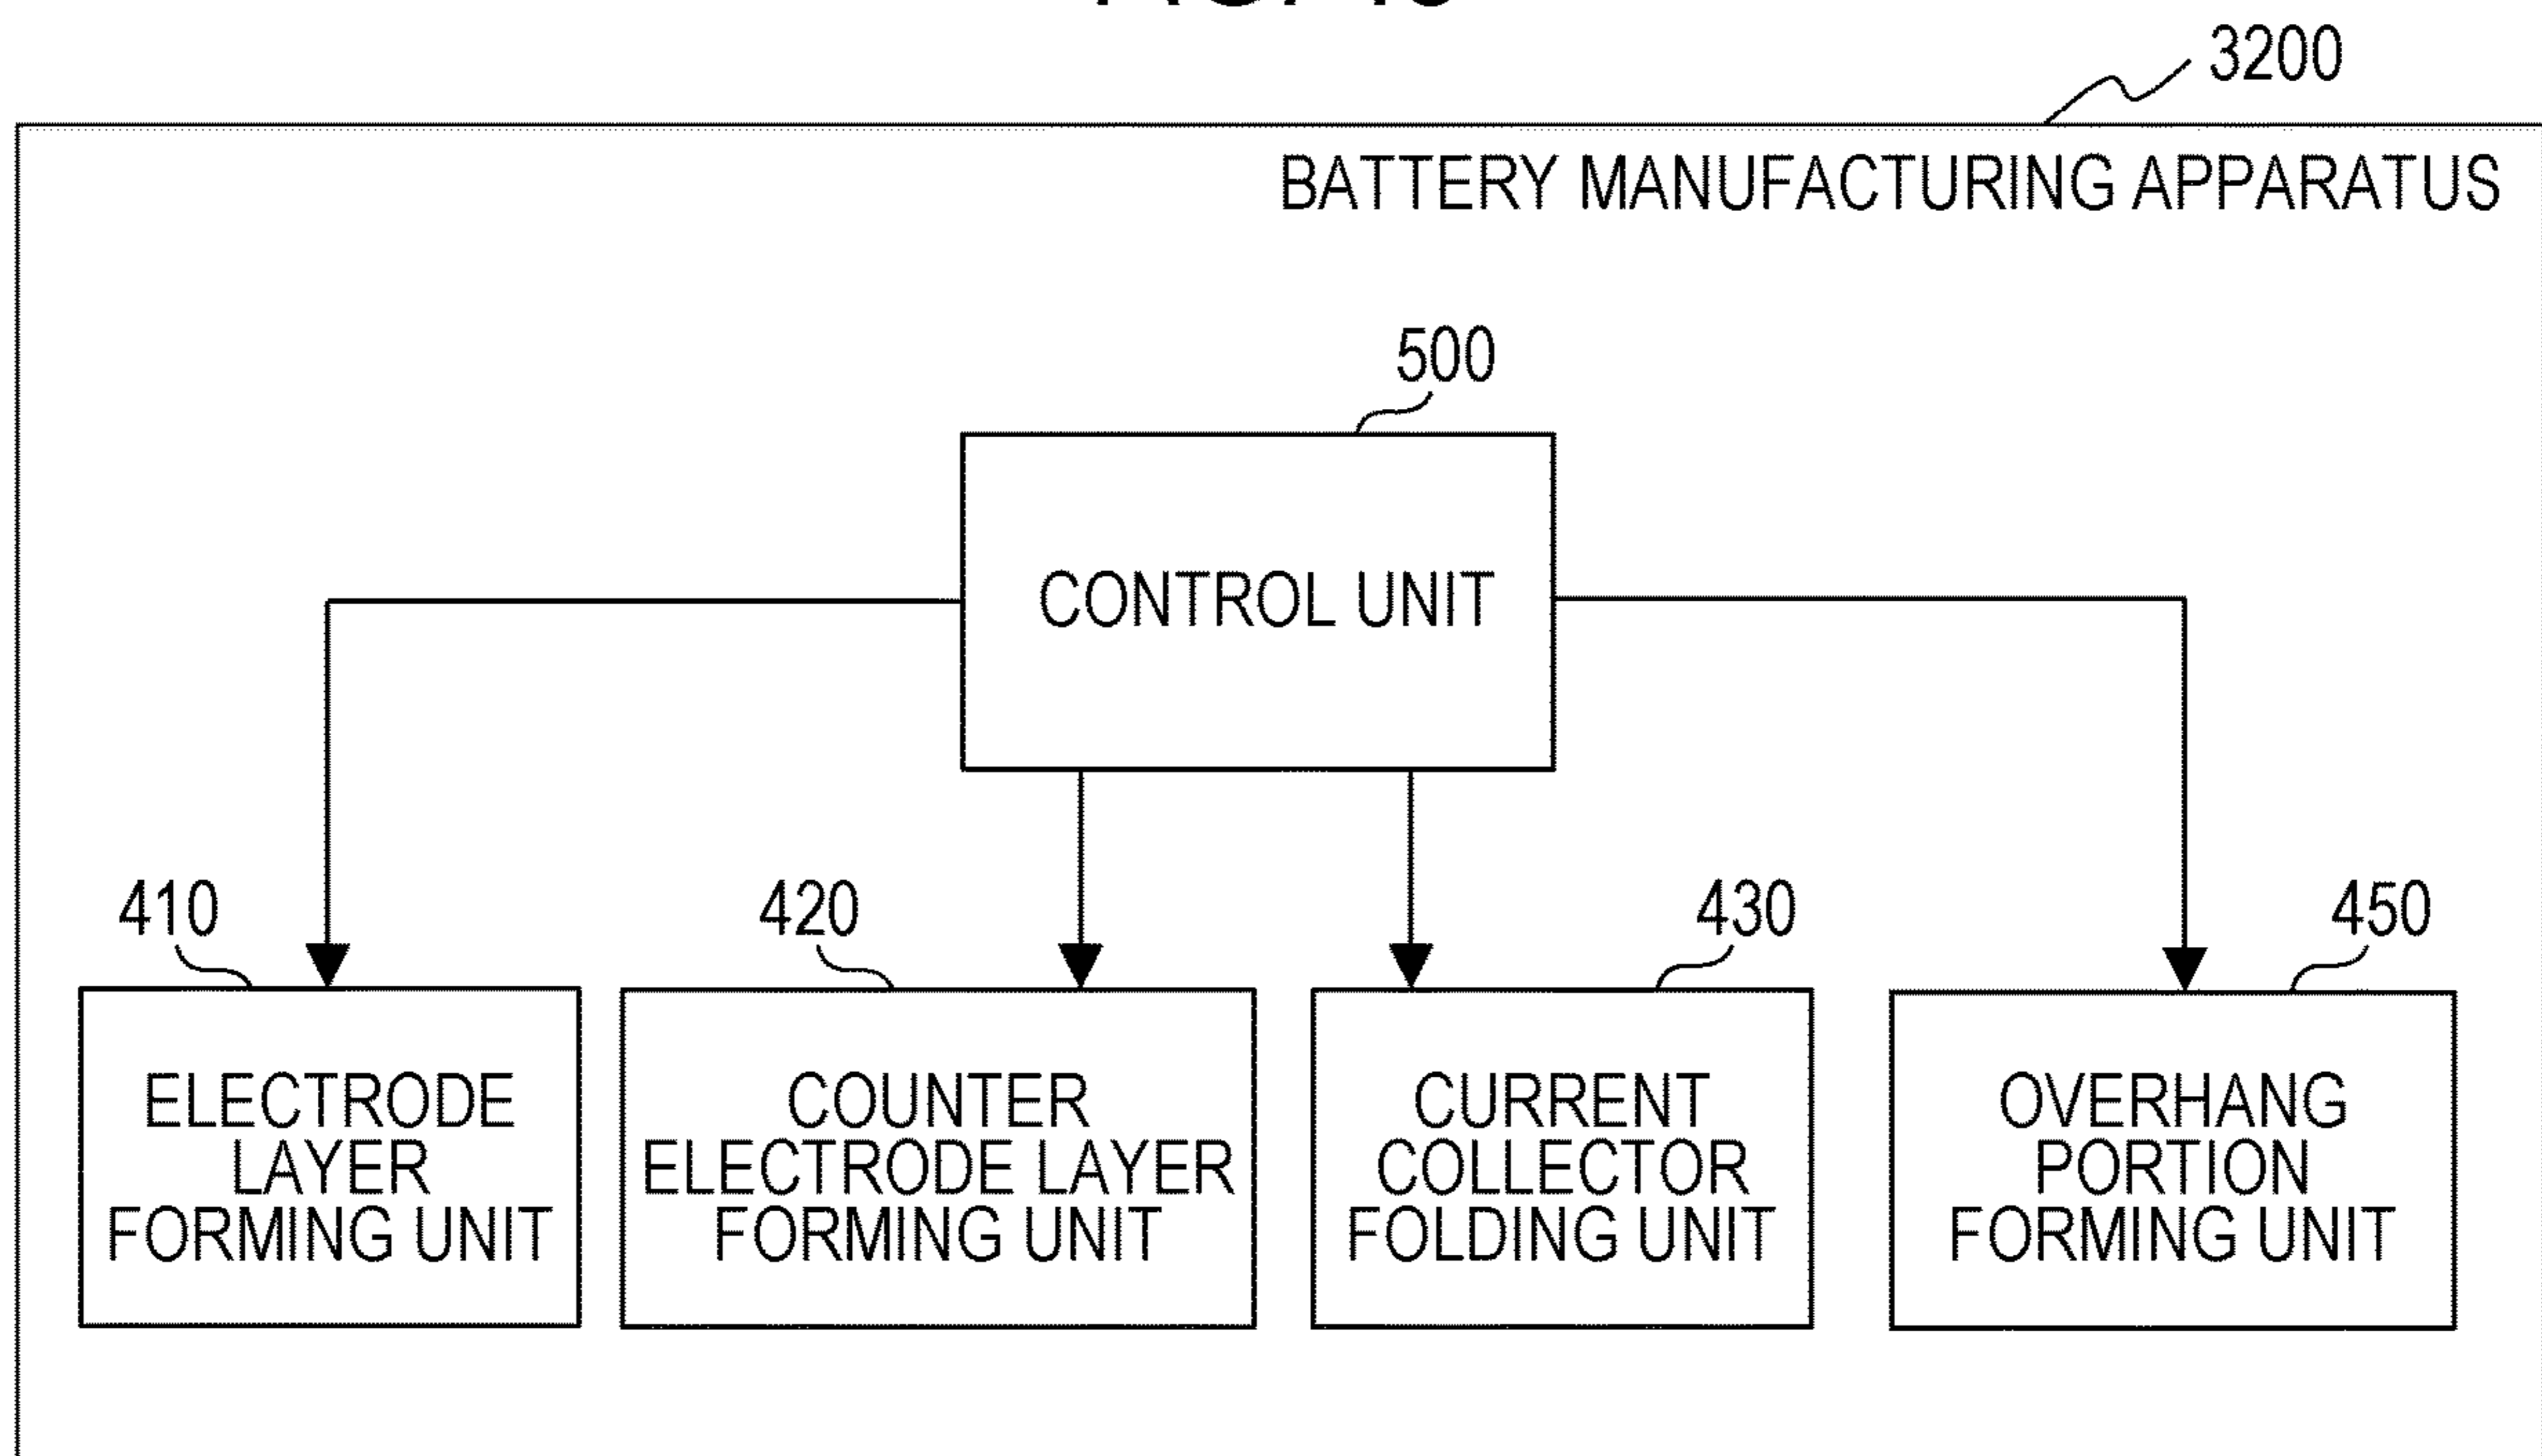 3200
BATTERY MANUFACTURING APPARATUS
500
CONTROL UNIT
410
420
430
450
ELECTRODE
LAYER
FORMING UNIT
COUNTER
ELECTRODE LAYER
FORMING UNIT
CURRENT
COLLECTOR
FOLDING UNIT
OVERHANG
PORTION
FORMING UNIT